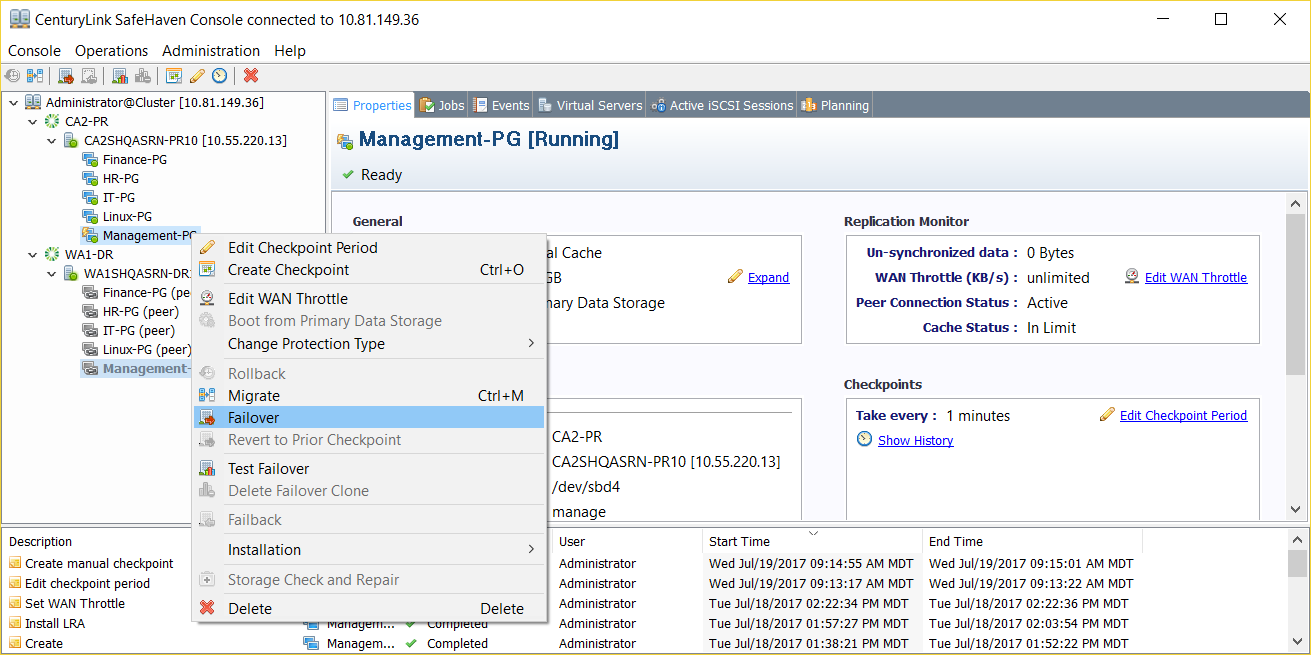 CenturyLink SafeHaven Console connected to 10.81.149.36
Console Operations Administration Help
Administrator@Cluster [10.81.149.36]
CA2-PR
CA2SHQASRN-PR10 [10.55.220.13]
Finance-PG
HR-PG
IT-PG
Linux-PG
Management-PG
WA1-DR
WA1SHQASRN-DR1
Finance-PG (pee
HR-PG (peer)
IT-PG (peer)
Linux-PG (peer)
Management-
Edit Checkpoint Period
Create Checkpoint Ctrl+O
Edit WAN Throttle
Boot from Primary Data Storage
Change Protection Type
Rollback
Migrate Ctrl+M
Failover
Revert to Prior Checkpoint
Test Failover
Delete Failover Clone
Failback
Installation
Storage Check and Repair
Delete Delete
Properties Jobs Events Virtual Servers Active iSCSI Sessions Planning
Management-PG [Running]
Ready
General
al Cache
GB
Expand
nary Data Storage
CA2-PR
CA2SHQASRN-PR10 [10.55.220.13]
/dev/sbd4
manage
Replication Monitor
Un-synchronized data : 0 Bytes
WAN Throttle (KB/s) : unlimited Edit WAN Throttle
Peer Connection Status : Active
Cache Status : In Limit
Checkpoints
Take every : 1 minutes Edit Checkpoint Period
Show History
Description User Start Time End Time
Create manual checkpoint Administrator Wed Jul/19/2017 09:14:55 AM MDT Wed Jul/19/2017 09:15:01 AM MDT
Edit checkpoint period Administrator Wed Jul/19/2017 09:13:17 AM MDT Wed Jul/19/2017 09:13:22 AM MDT
Set WAN Throttle Administrator Tue Jul/18/2017 02:22:34 PM MDT Tue Jul/18/2017 02:22:36 PM MDT
Install LRA Managem... Completed Administrator Tue Jul/18/2017 01:57:27 PM MDT Tue Jul/18/2017 02:03:54 PM MDT
Create Managem... Completed Administrator Tue Jul/18/2017 01:38:21 PM MDT Tue Jul/18/2017 01:52:22 PM MDT